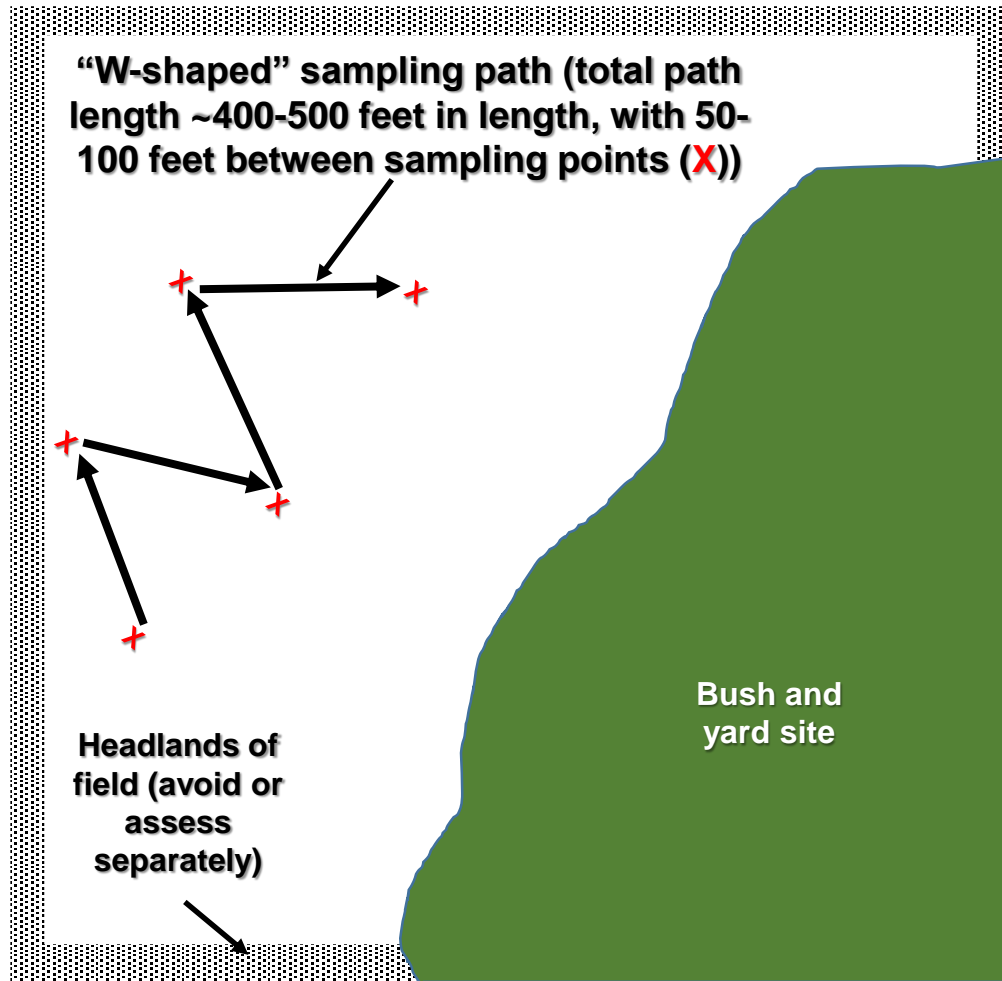 “W-shaped” sampling path (total path
length ~400-500 feet in length, with 50-
100 feet between sampling points (X))
X
X
X
X
X
Bush and
yard site
Headlands of
field (avoid or
assess
separately)